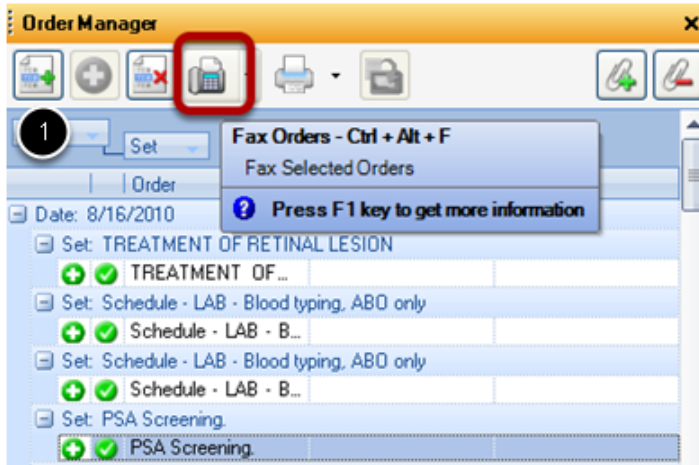 Order Manager
1
Set
Fax Orders - Ctrl + Alt + F
Fax Selected Orders
Order
Press F1 key to get more information
Date: 8/16/2010
Set: TREATMENT OF RETINAL LESION
TREATMENT OF...
Set: Schedule - LAB - Blood typing, ABO only
Schedule - LAB - B...
Set: Schedule - LAB - Blood typing, ABO only
Schedule - LAB - B...
Set: PSA Screening.
PSA Screening.